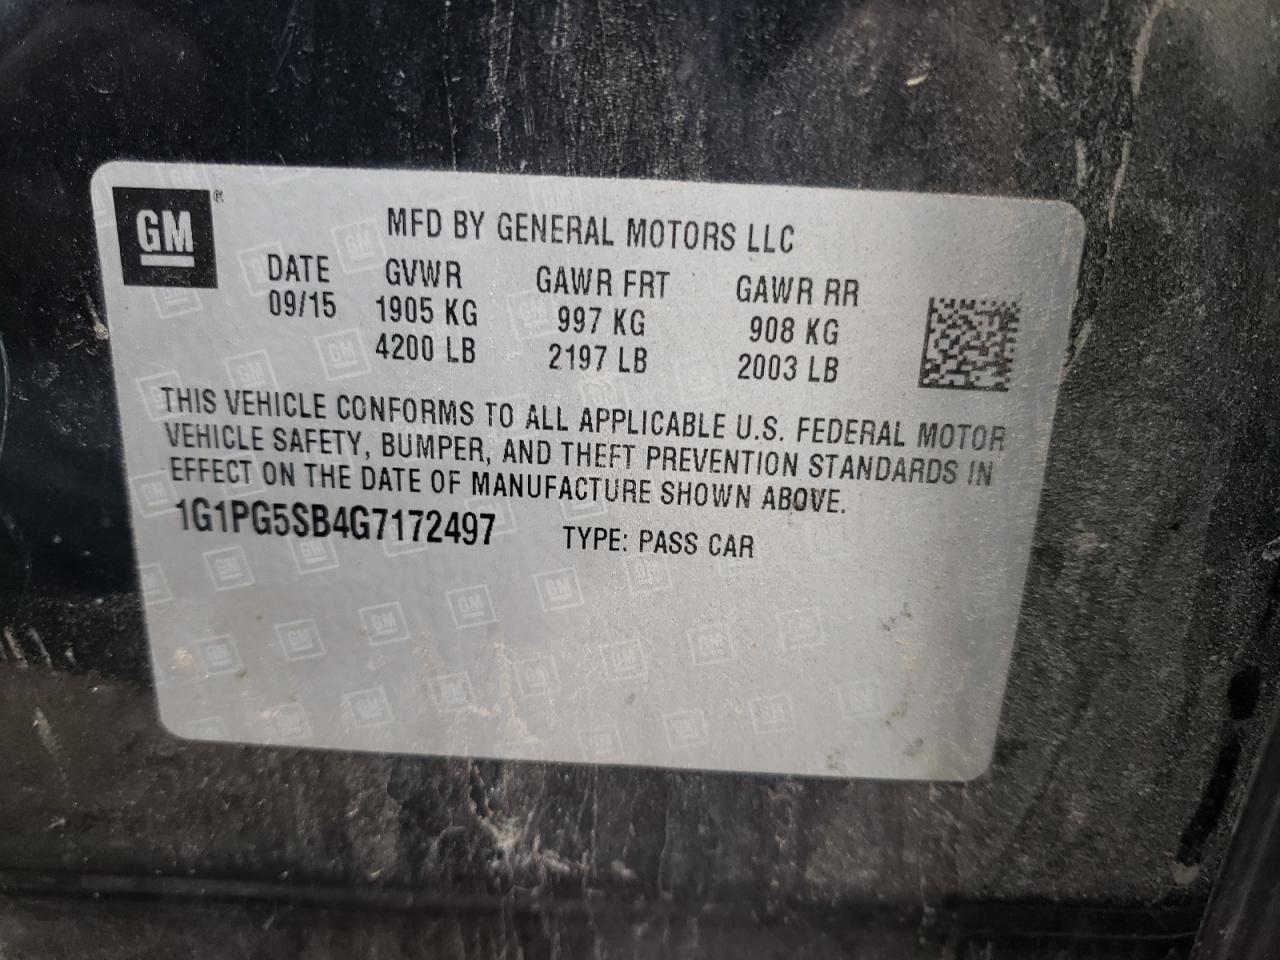 GM ®
MFD BY GENERAL MOTORS LLC
DATE GVWR GAWR FRT GAWR RR
09/15 1905 KG 997 KG 908 KG
4200 LB 2197 LB 2003 LB
THIS VEHICLE CONFORMS TO ALL APPLICABLE U.S. FEDERAL MOTOR
VEHICLE SAFETY, BUMPER, AND THEFT PREVENTION STANDARDS IN
EFFECT ON THE DATE OF MANUFACTURE SHOWN ABOVE.
1G1PG5SB4G7172497 TYPE: PASS CAR